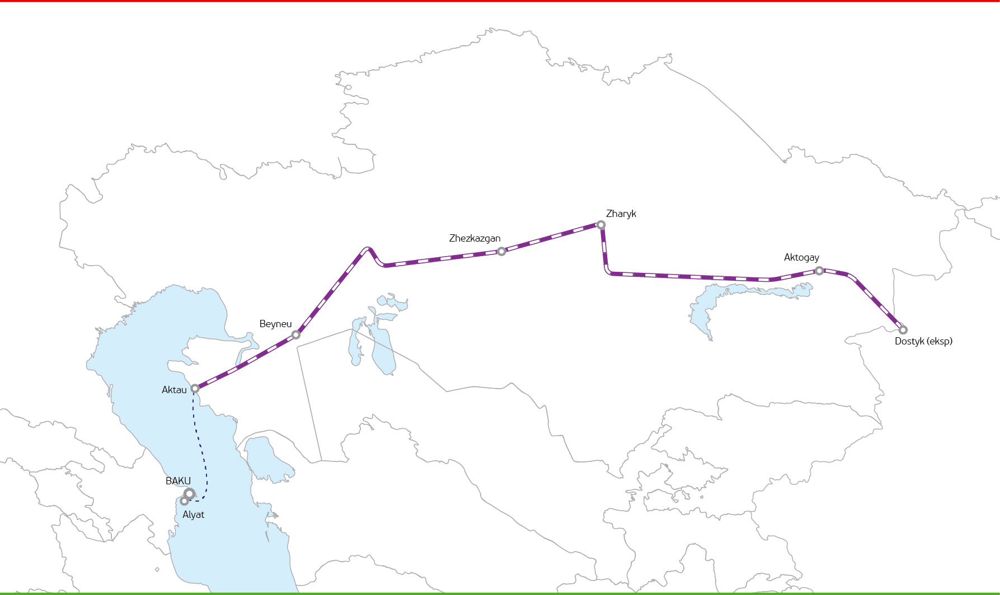 Zharyk
Zhezkazgan
Aktogay
Beyneu
Dostyk (eksp)
Aktau
BAKU
Alyat